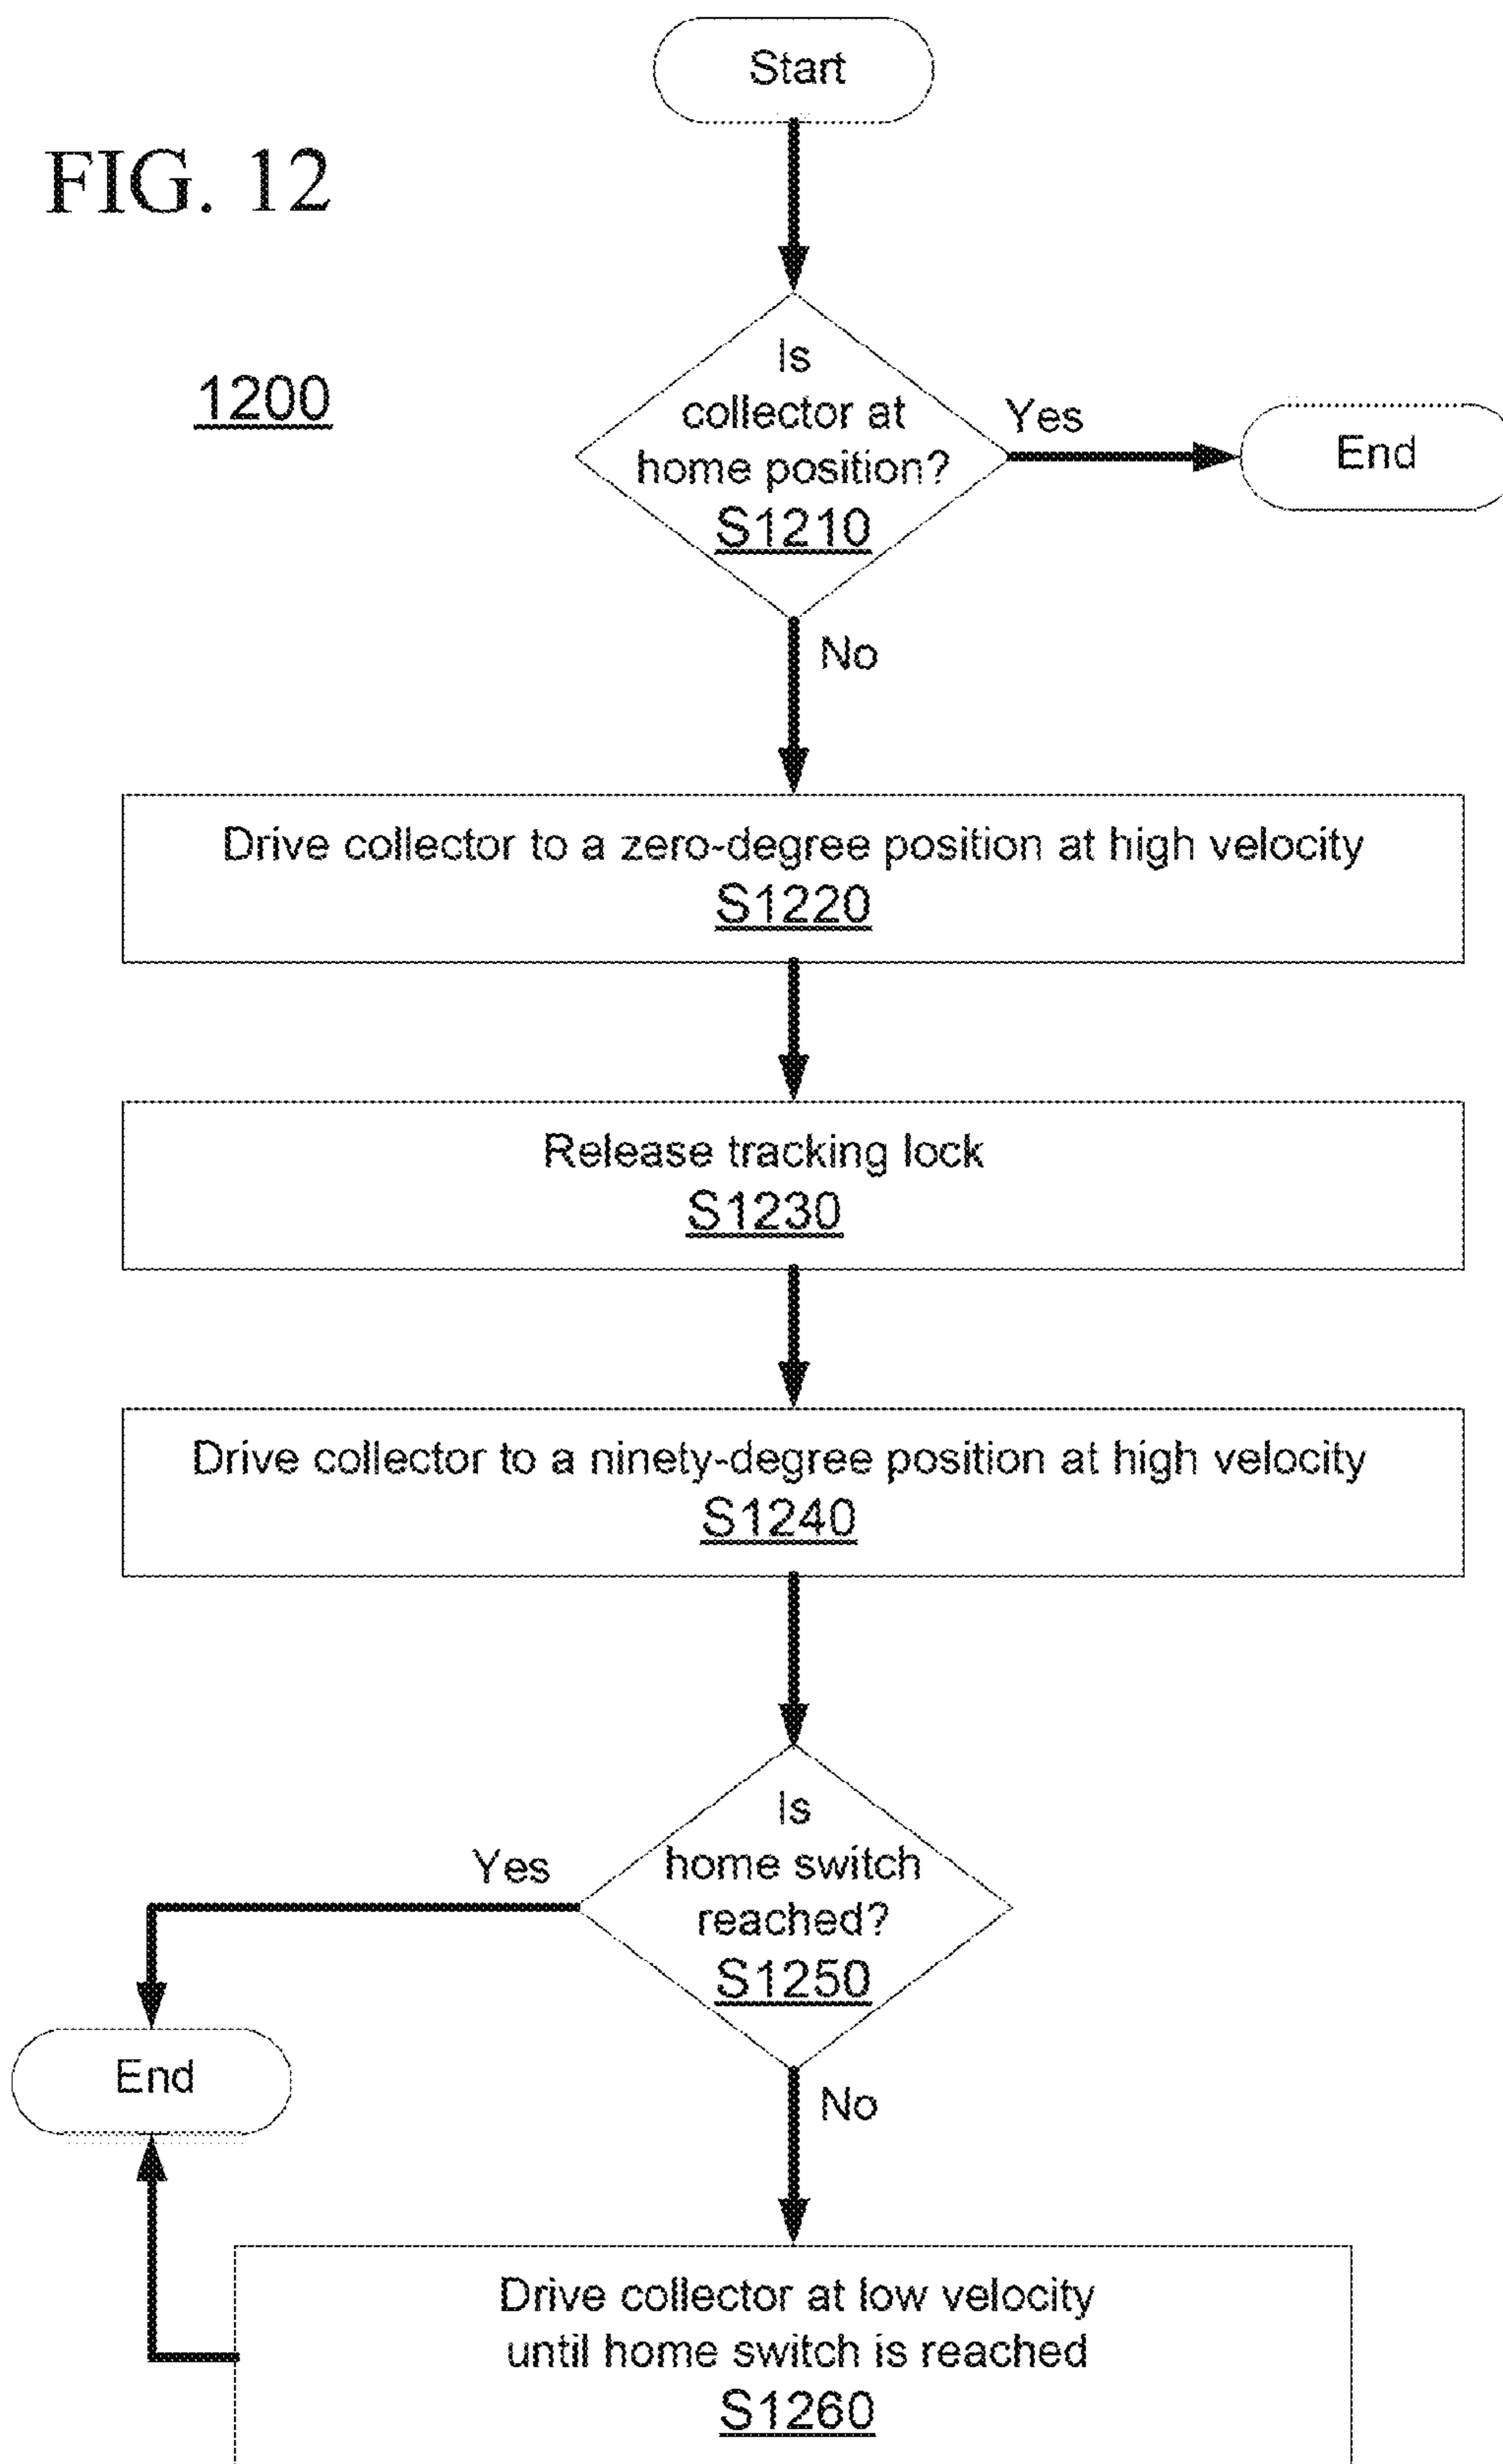 Start
FIG. 12
1200
Is
collector at
home position?
S1210
Yes
End
No
Drive collector to a zero-degree position at high velocity
S1220
Release tracking lock
S1230
Drive collector to a ninety-degree position at high velocity
S1240
Is
home switch
reached?
S1250
Yes
End
No
Drive collector at low velocity
until home switch is reached
S1260